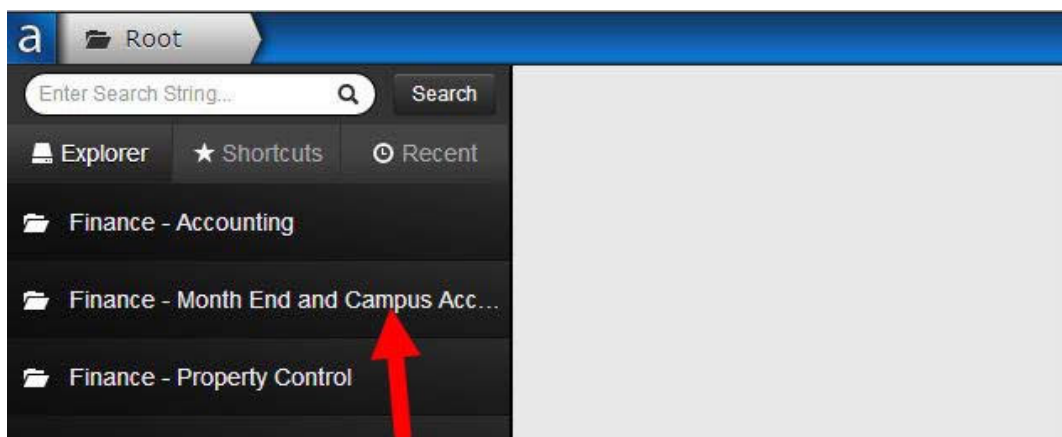 a Root
Enter Search String... Search
Explorer Shortcuts Recent
Finance - Accounting
Finance - Month End and Campus Acc...
Finance - Property Control